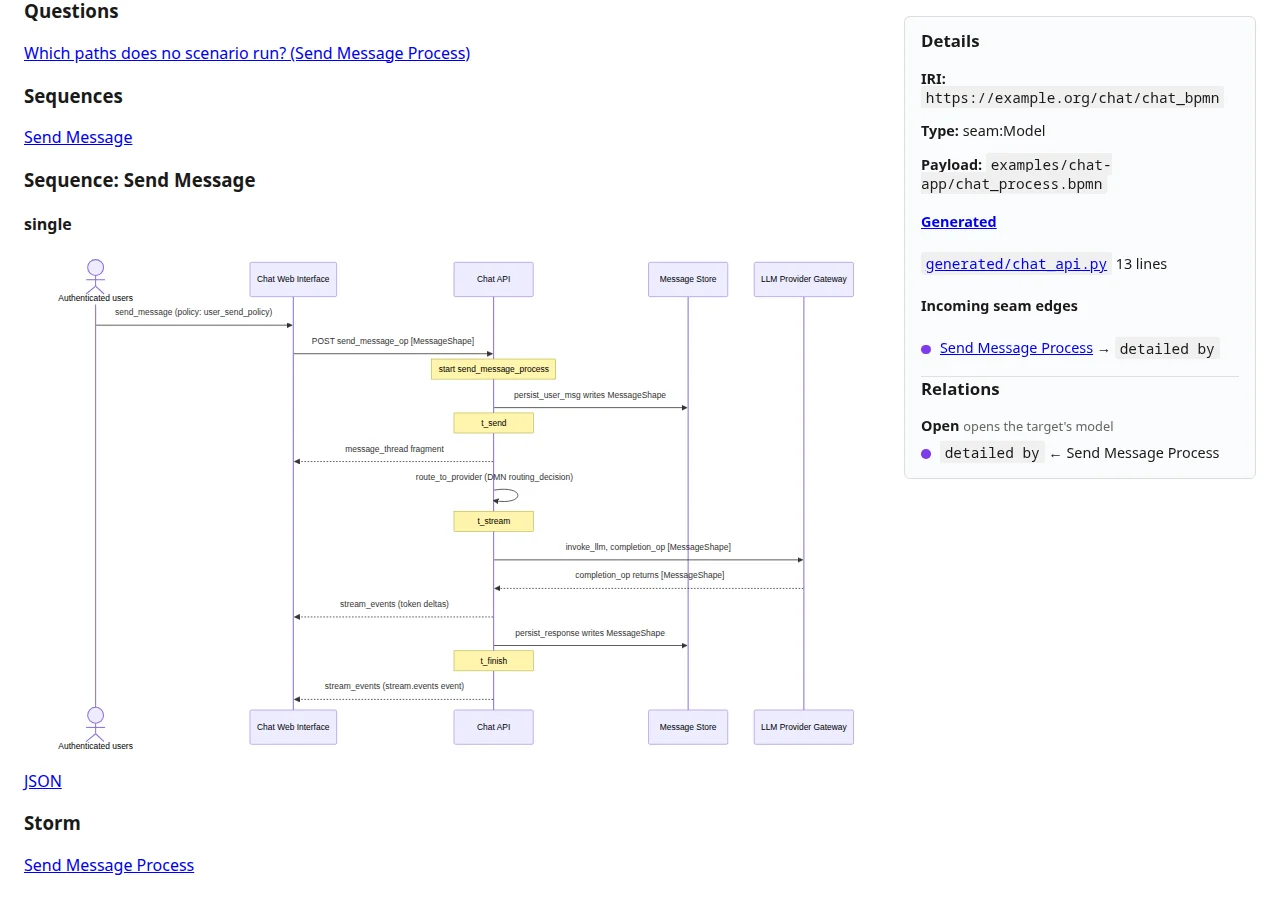 Questions
Which paths does no scenario run? (Send Message Process)
Sequences
Send Message
Sequence: Send Message
single
Authenticated users
Chat Web Interface
Chat API
Message Store
LLM Provider Gateway
send_message (policy: user_send_policy)
POST send_message_op [MessageShape]
start send_message_process
persist_user_msg writes MessageShape
t_send
message_thread fragment
route_to_provider (DMN routing_decision)
t_stream
invoke_llm, completion_op [MessageShape]
completion_op returns [MessageShape]
stream_events (token deltas)
persist_response writes MessageShape
t_finish
stream_events (stream.events event)
Authenticated users
Chat Web Interface
Chat API
Message Store
LLM Provider Gateway
JSON
Storm
Send Message Process
Details
IRI:
https://example.org/chat/chat_bpmn
Type: seam:Model
Payload: examples/chat-
app/chat_process.bpmn
Generated
generated/chat_api.py 13 lines
Incoming seam edges
Send Message Process → detailed by
Relations
Open opens the target's model
detailed by ← Send Message Process